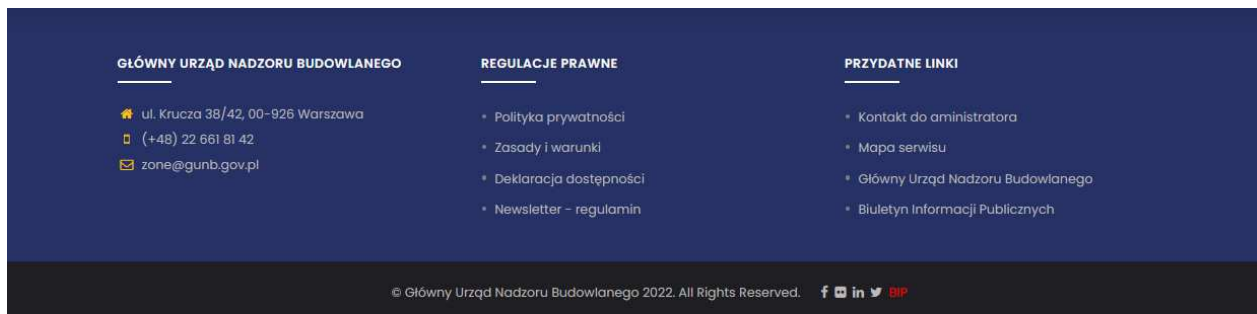 GŁÓWNY URZĄD NADZORU BUDOWLANEGO
ul. Krucza 38/42, 00-926 Warszawa
(+48) 22 661 81 42
zone@gunb.gov.pl
REGULACJE PRAWNE
Polityka prywatności
Zasady i warunki
Deklaracja dostępności
Newsletter - regulamin
PRZYDATNE LINKI
Kontakt do aministratora
Mapa serwisu
Główny Urząd Nadzoru Budowlanego
Biuletyn Informacji Publicznych
© Główny Urząd Nadzoru Budowlanego 2022. All Rights Reserved. BIP